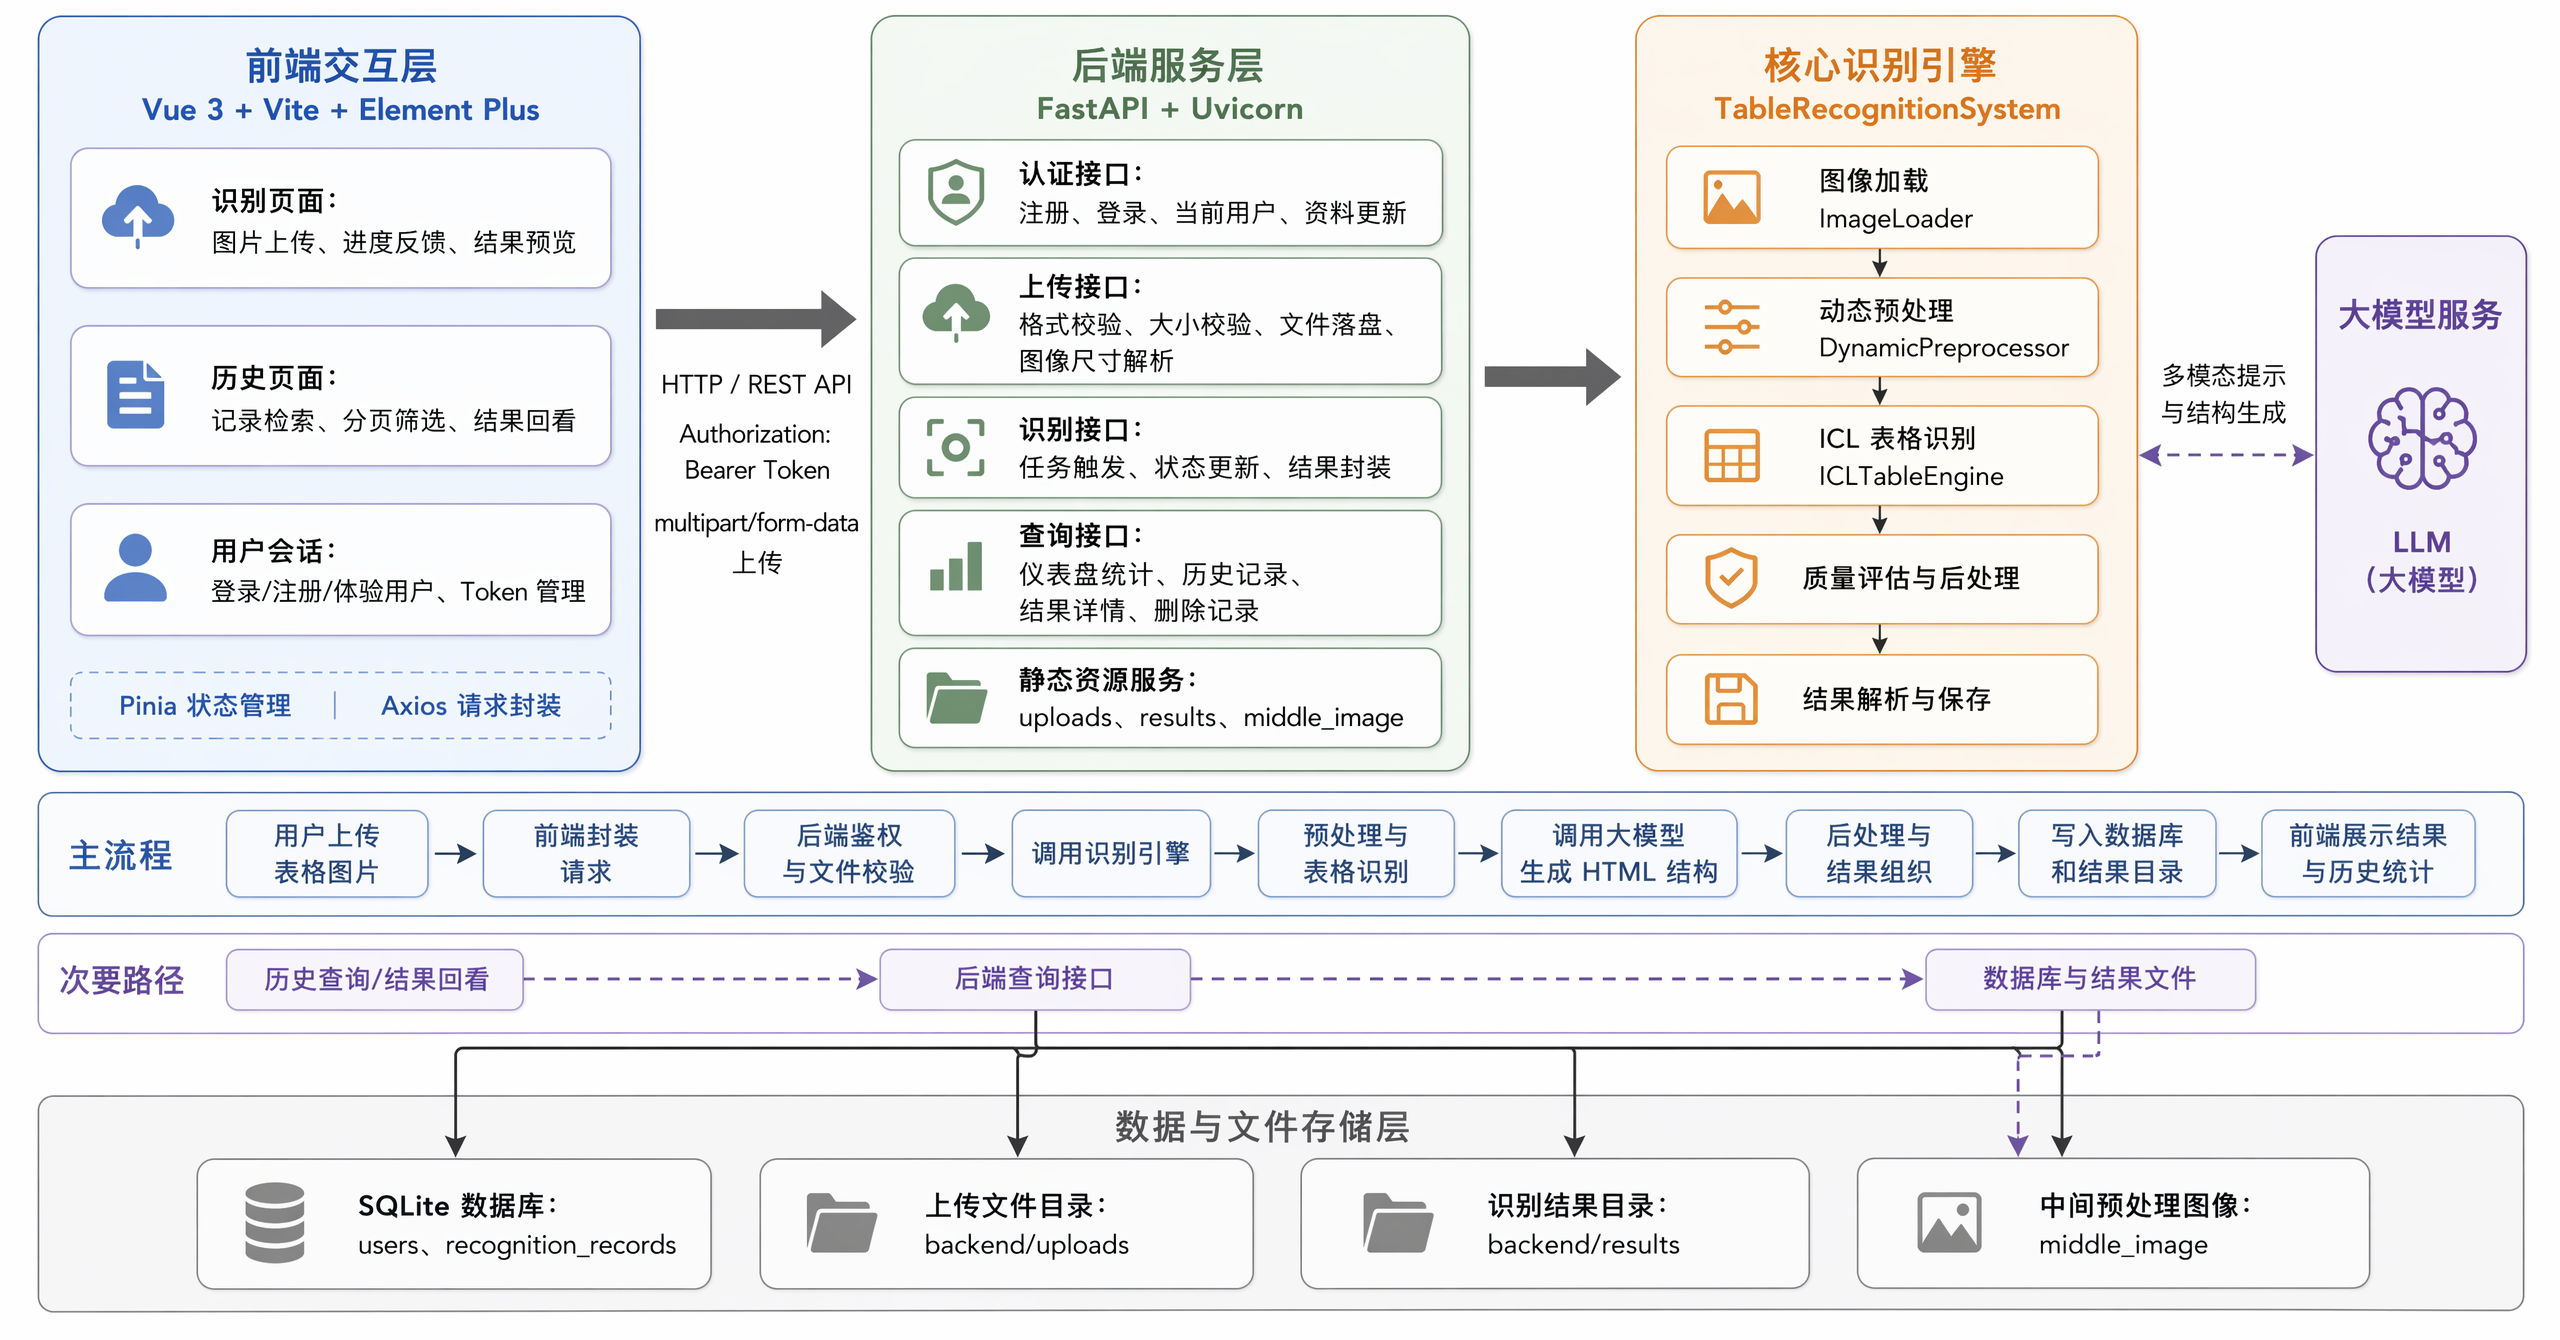 前端交互层
Vue 3 + Vite + Element Plus
识别页面：
图片上传、进度反馈、结果预览
历史页面：
记录检索、分页筛选、结果回看
用户会话：
登录/注册/体验用户、Token 管理
Pinia 状态管理
Axios 请求封装
HTTP / REST API
Authorization:
Bearer Token
multipart/form-data
上传
后端服务层
FastAPI + Uvicorn
认证接口：
注册、登录、当前用户、资料更新
上传接口：
格式校验、大小校验、文件落盘、
图像尺寸解析
识别接口：
任务触发、状态更新、结果封装
查询接口：
仪表盘统计、历史记录、
结果详情、删除记录
静态资源服务：
uploads、results、middle_image
核心识别引擎
TableRecognitionSystem
图像加载
ImageLoader
动态预处理
DynamicPreprocessor
ICL 表格识别
ICLTableEngine
质量评估与后处理
结果解析与保存
多模态提示
与结构生成
大模型服务
LLM
（大模型）
主流程
用户上传
表格图片
前端封装
请求
后端鉴权
与文件校验
调用识别引擎
预处理与
表格识别
调用大模型
生成 HTML 结构
后处理与
结果组织
写入数据库
和结果目录
前端展示结果
与历史统计
次要路径
历史查询/结果回看
后端查询接口
数据库与结果文件
数据与文件存储层
SQLite 数据库：
users、recognition_records
上传文件目录：
backend/uploads
识别结果目录：
backend/results
中间预处理图像：
middle_image